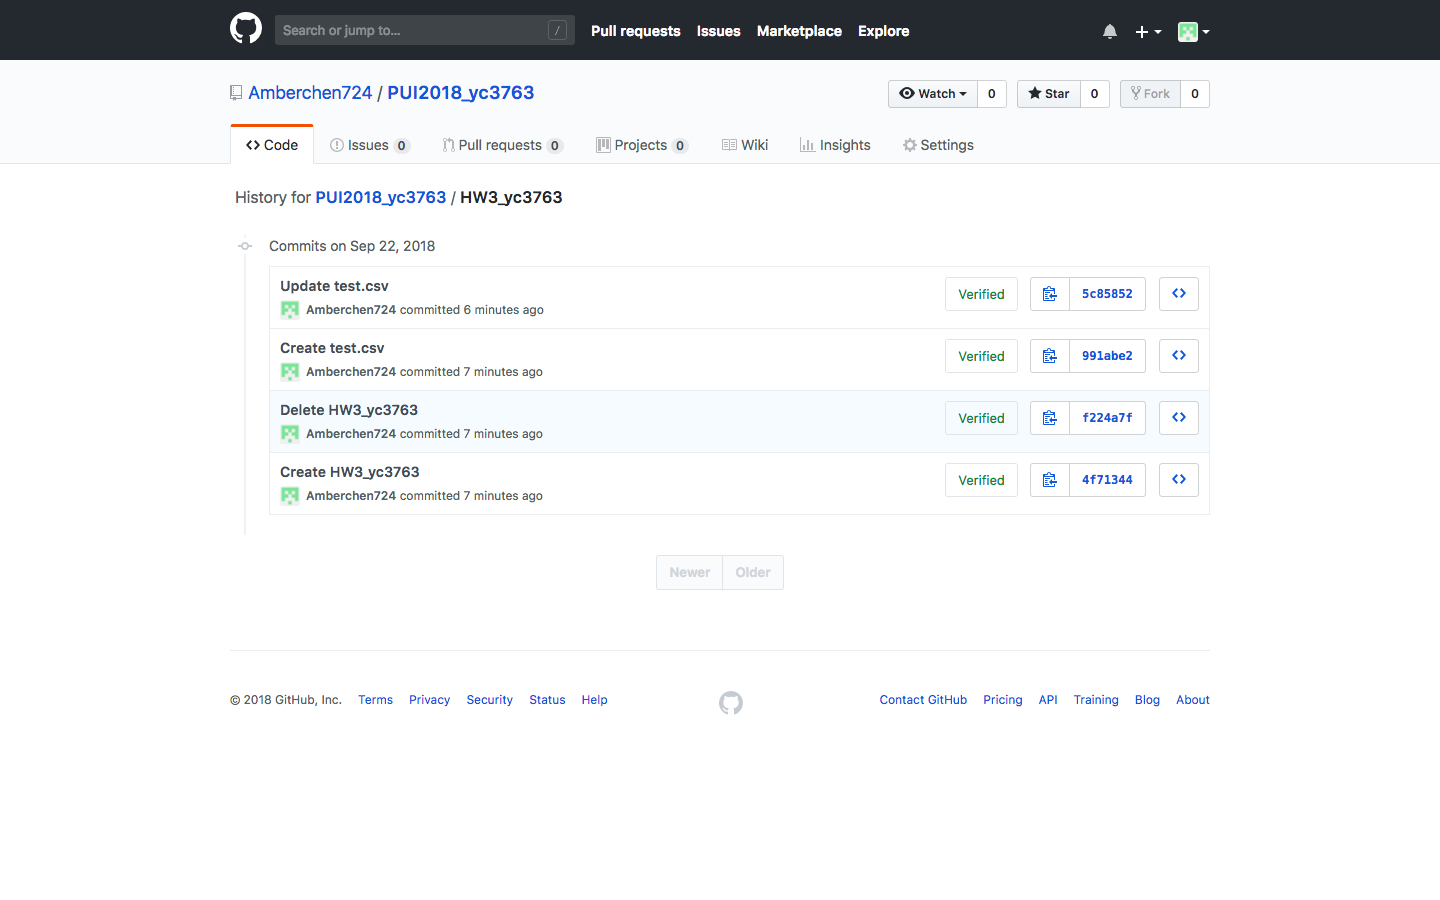 Search or jump to... /
Pull requests Issues Marketplace Explore
Amberchen724 / PUI2018_yc3763
Watch 0 Star 0 Fork 0
Code Issues 0 Pull requests 0 Projects 0 Wiki Insights Settings
History for PUI2018_yc3763 / HW3_yc3763
Commits on Sep 22, 2018
Update test.csv
Amberchen724 committed 6 minutes ago
Verified 5c85852
Create test.csv
Amberchen724 committed 7 minutes ago
Verified 991abe2
Delete HW3_yc3763
Amberchen724 committed 7 minutes ago
Verified f224a7f
Create HW3_yc3763
Amberchen724 committed 7 minutes ago
Verified 4f71344
Newer Older
© 2018 GitHub, Inc. Terms Privacy Security Status Help
Contact GitHub Pricing API Training Blog About